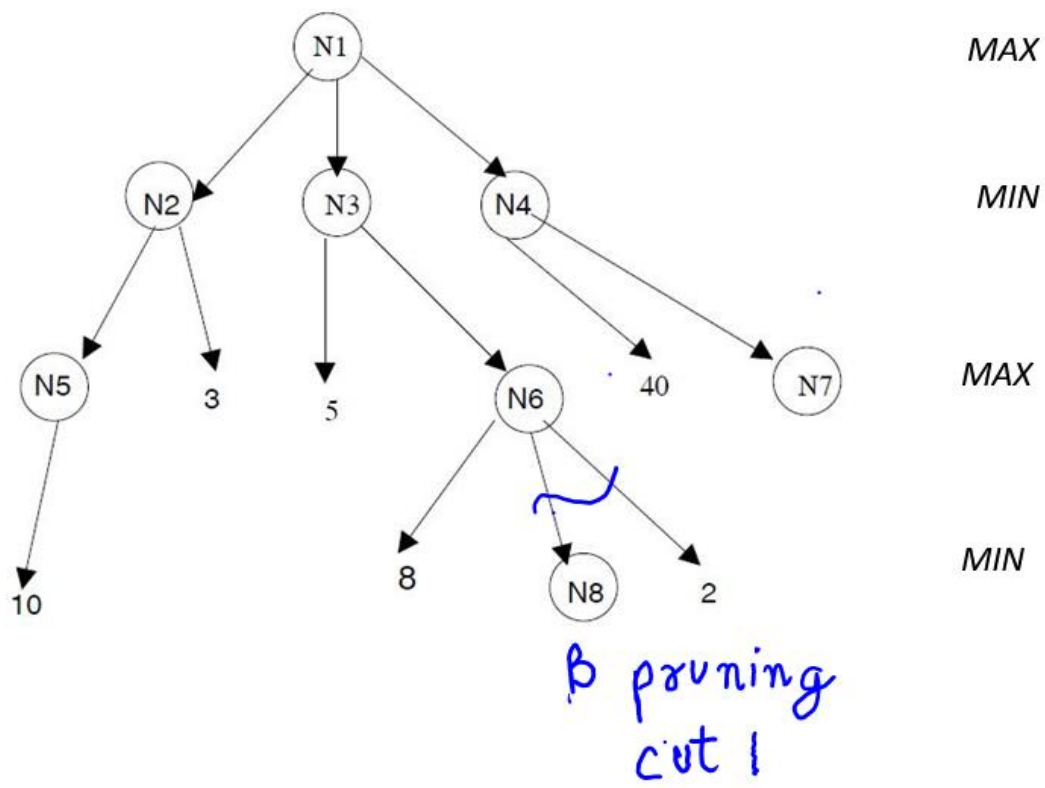 N1 MAX
N2 N3 N4 MIN
N5 3 5 N6 40 N7 MAX
10 8 N8 2 MIN
B pruning
cut 1